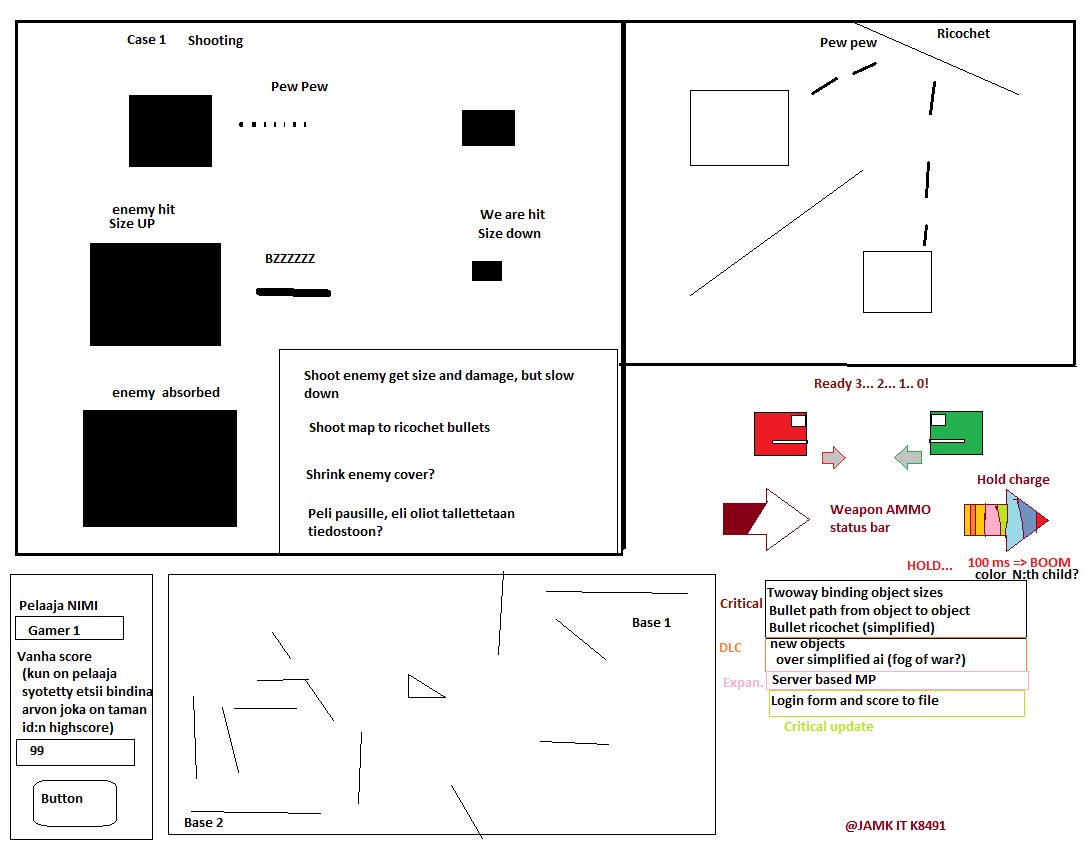 Case 1 Shooting
Pew Pew
enemy hit
Size UP
We are hit
Size down
BZZZZZZ
enemy absorbed
Shoot enemy get size and damage, but slow
down
Shoot map to ricochet bullets
Shrink enemy cover?
Peli pausille, eli oliot tallettetaan
tiedostoon?
Ricochet
Pew pew
Ready 3... 2... 1.. 0!
Hold charge
Weapon AMMO
status bar
HOLD...
100 ms => BOOM
color N:th child?
Pelaaja NIMI
Gamer 1
Vanha score
(kun on pelaaja
syotetty etsii bindina
arvon joka on taman
id:n highscore)
99
Button
Base 1
Base 2
Critical
Twoway binding object sizes
Bullet path from object to object
Bullet ricochet (simplified)
DLC
new objects
over simplified ai (fog of war?)
Expan.
Server based MP
Login form and score to file
Critical update
@JAMK IT K8491